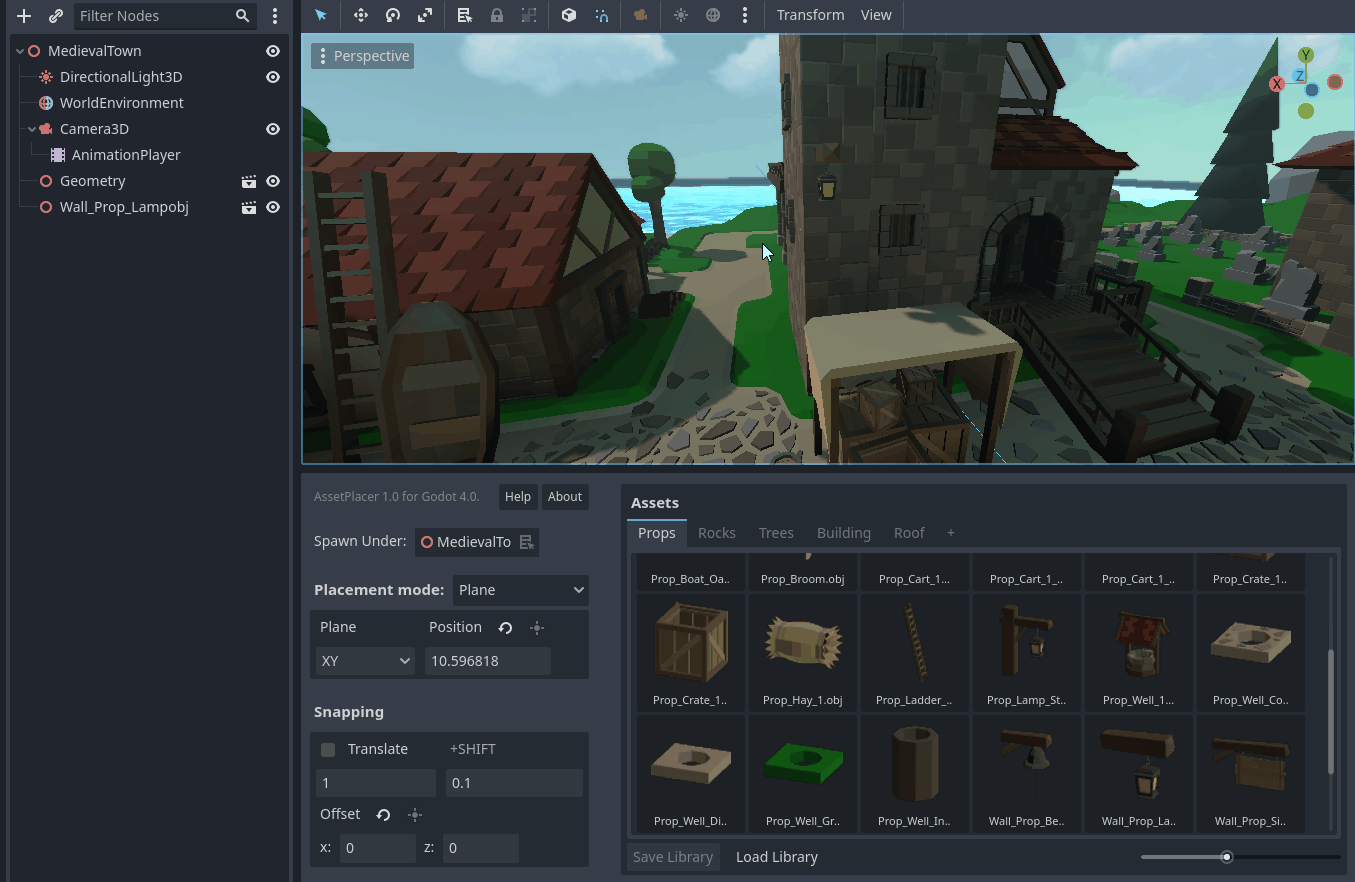 Filter Nodes
Transform View
MedievalTown
DirectionalLight3D
WorldEnvironment
Camera3D
AnimationPlayer
Geometry
Wall_Prop_Lampobj
Perspective
Y
Z
X
AssetPlacer 1.0 for Godot 4.0.
Help
About
Spawn Under:
MedievalTo
Placement mode:
Plane
Plane
Position
XY
10.596818
Snapping
Translate
+SHIFT
1
0.1
Offset
x:
0
z:
0
Assets
Props Rocks Trees Building Roof +
Prop_Boat_Oa.. Prop_Broom.obj Prop_Cart_1... Prop_Cart_1_.. Prop_Cart_1_.. Prop_Crate_1..
Prop_Crate_1.. Prop_Hay_1.obj Prop_Ladder_.. Prop_Lamp_St.. Prop_Well_1... Prop_Well_Co..
Prop_Well_Di.. Prop_Well_Gr.. Prop_Well_In.. Wall_Prop_Be.. Wall_Prop_La.. Wall_Prop_Si..
Save Library
Load Library